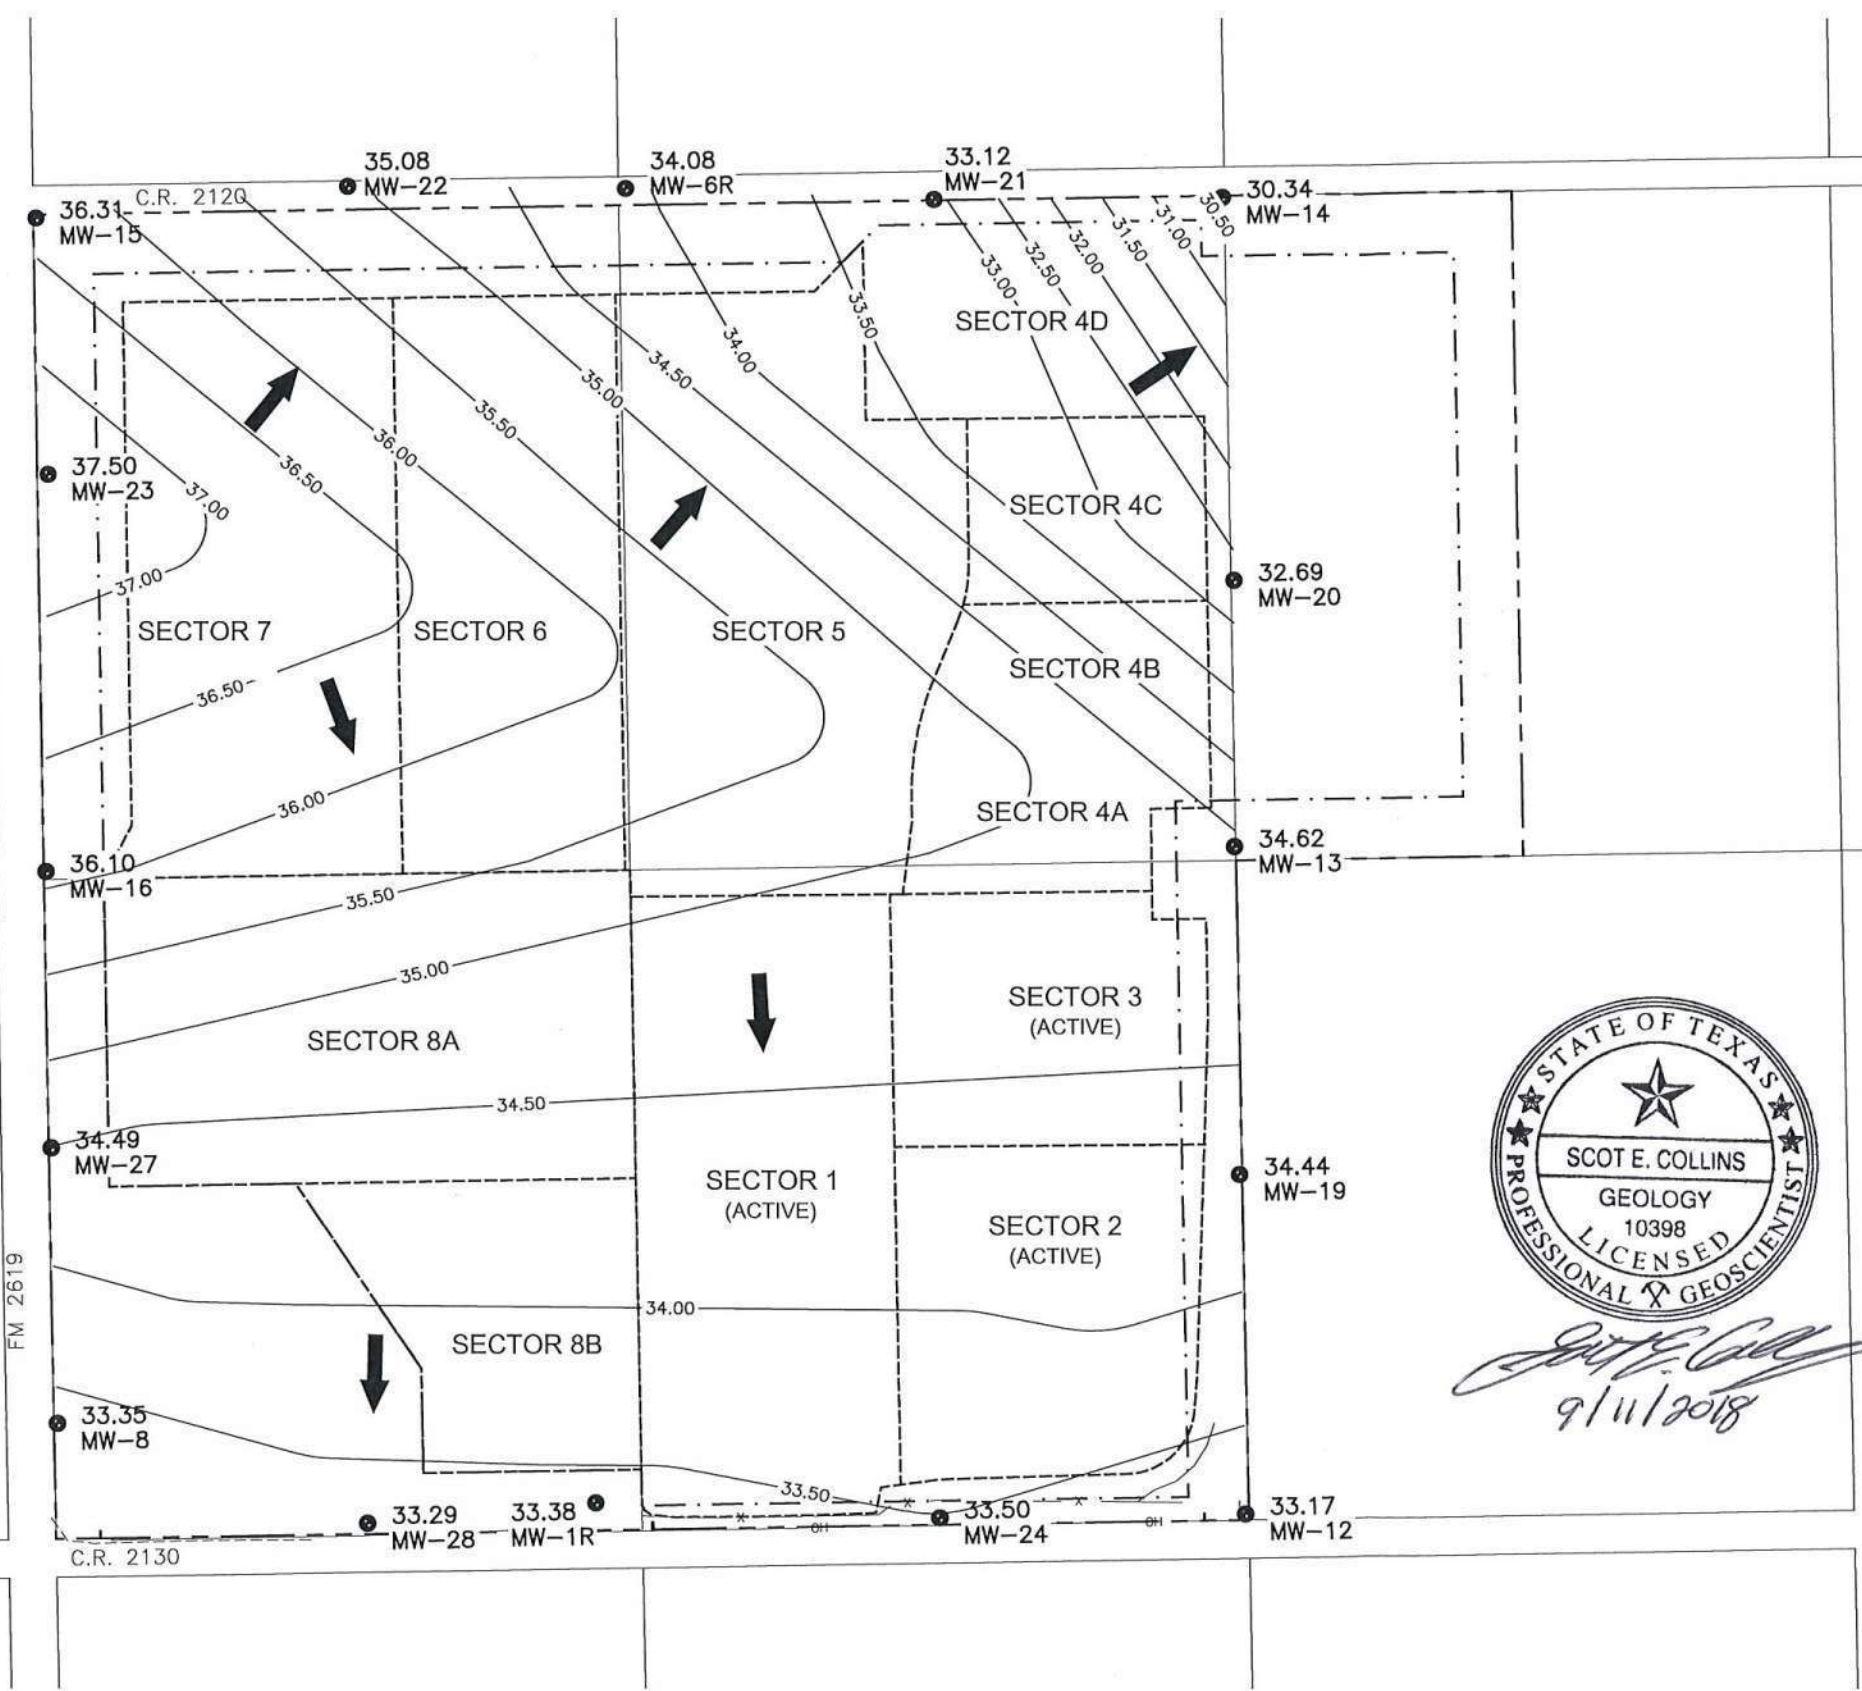 35.08
MW-22
34.08
MW-6R
33.12
MW-21
30.34
MW-14
C.R. 2120
36.31
MW-15
30.50
31.00
31.50
32.00
32.50
33.00
33.50
SECTOR 4D
34.00
34.50
35.00
35.50
36.00
36.50
37.50
MW-23
37.00
37.00
SECTOR 4C
32.69
MW-20
SECTOR 7
SECTOR 6
SECTOR 5
SECTOR 4B
36.50
36.00
SECTOR 4A
34.62
MW-13
36.10
MW-16
35.50
35.00
SECTOR 3
(ACTIVE)
SECTOR 8A
34.50
34.49
MW-27
SECTOR 1
(ACTIVE)
34.44
MW-19
SECTOR 2
(ACTIVE)
STATE OF TEXAS
SCOT E. COLLINS
GEOLOGY
10398
LICENSED
PROFESSIONAL GEOSCIENTIST
Scot E. Collins
9/11/2018
FM 2619
34.00
SECTOR 8B
33.35
MW-8
33.50
33.29
MW-28
33.38
MW-1R
33.50
MW-24
33.17
MW-12
X
X
X
OH
OH
C.R. 2130